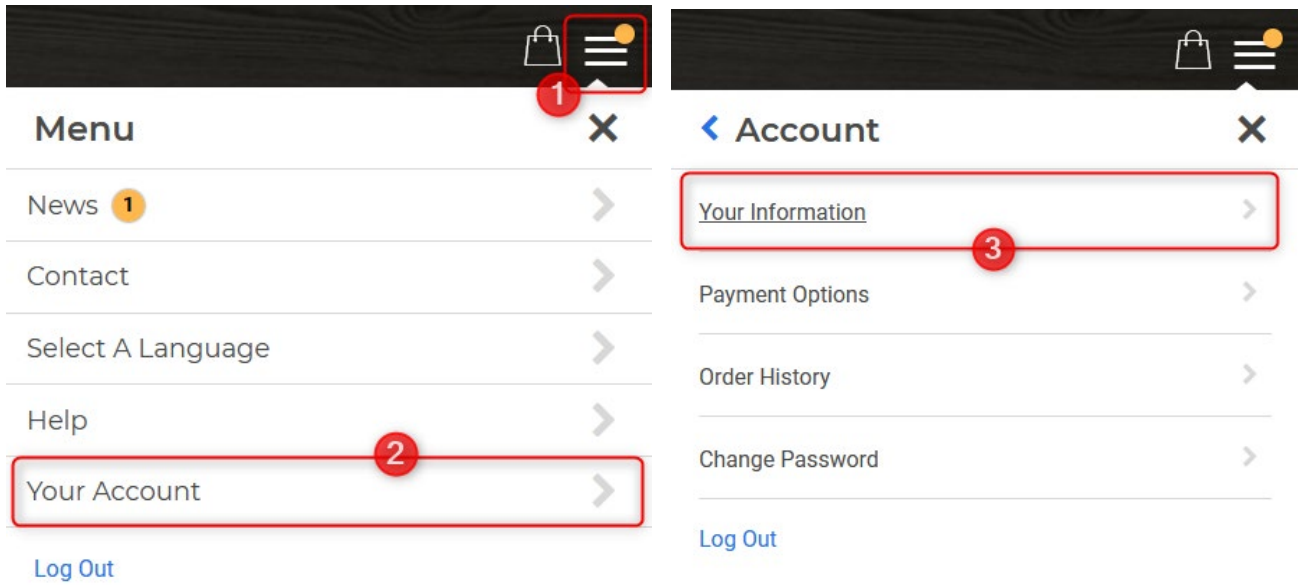 1
Menu
News 1
Contact
Select A Language
Help
2
Your Account
Log Out
Account
Your Information
3
Payment Options
Order History
Change Password
Log Out